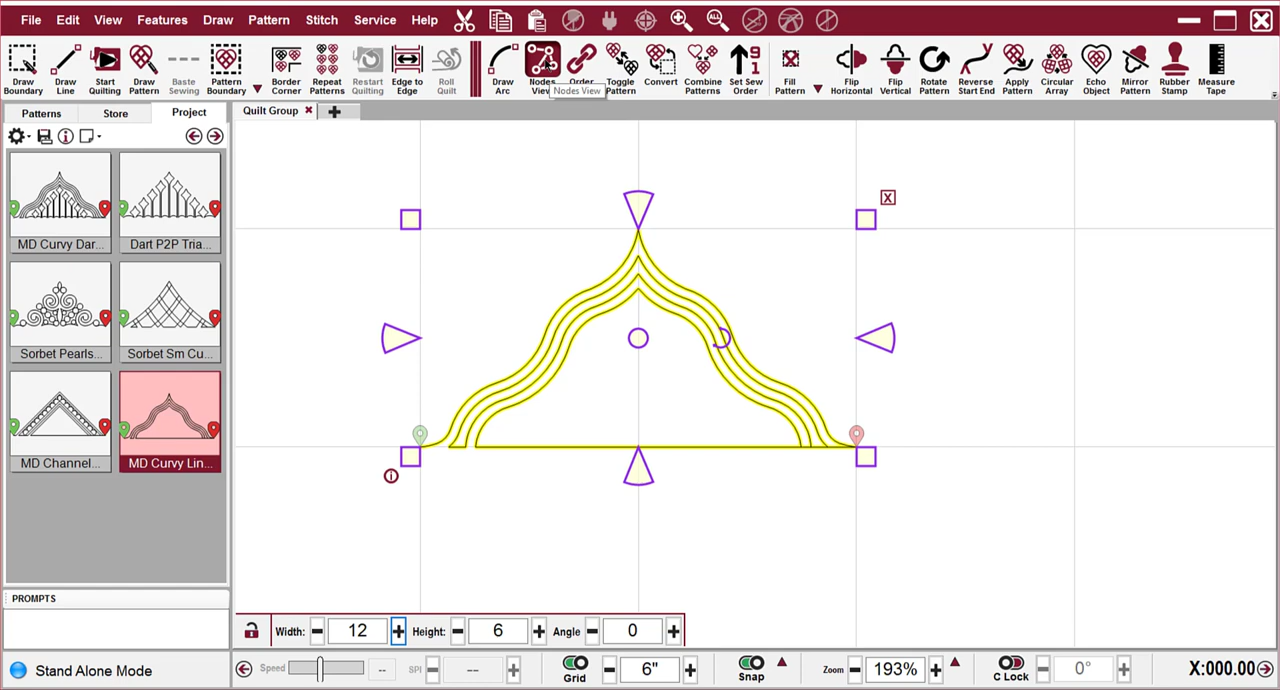 File Edit View Features Draw Pattern Stitch Service Help
ALL
Draw Boundary
Draw Line
Start Quilting
Draw Pattern
Baste Sewing
Pattern Boundary
Border Corner
Repeat Patterns
Restart Quilting
Edge to Edge
Roll Quilt
Draw Arc
Nodes View
Order
Toggle Pattern
Convert
Combine Patterns
9
1
Set Sew Order
Fill Pattern
Flip Horizontal
Flip Vertical
Rotate Pattern
Reverse Start End
Apply Pattern
Circular Array
Echo Object
Mirror Pattern
Rubber Stamp
Measure Tape
Nodes View
Patterns Store Project
Quilt Group
MD Curvy Dar... Dart P2P Tria...
Sorbet Pearls... Sorbet Sm Cu...
MD Channel... MD Curvy Lin...
X
PROMPTS
Width: 12 Height: 6 Angle 0
Stand Alone Mode
Speed -- SPI -- Grid 6" Snap Zoom 193% C Lock 0° X:000.00